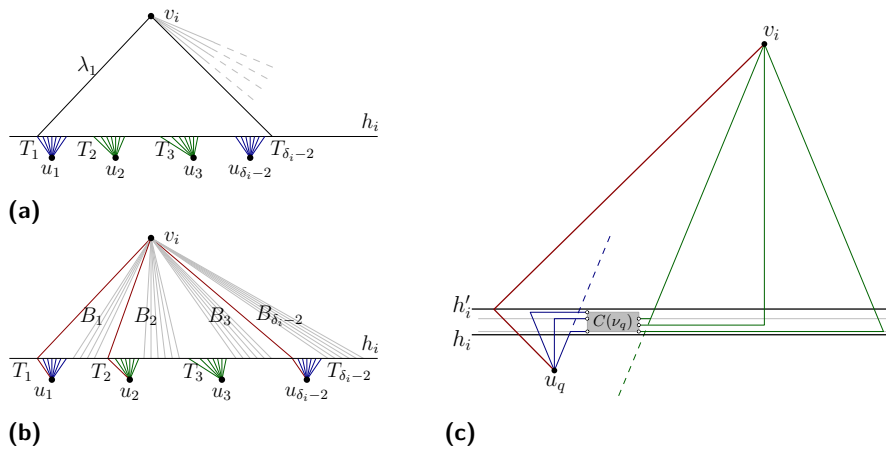 v_i
λ_1
h_i
T_1 T_2 T_3 T_{δ_i−2}
u_1 u_2 u_3 u_{δ_i−2}
(a)
v_i
B_1 B_2 B_3 B_{δ_i−2}
h_i
T_1 T_2 T_3 T_{δ_i−2}
u_1 u_2 u_3 u_{δ_i−2}
(b)
v_i
h'_i
C(ν_q)
h_i
u_q
(c)